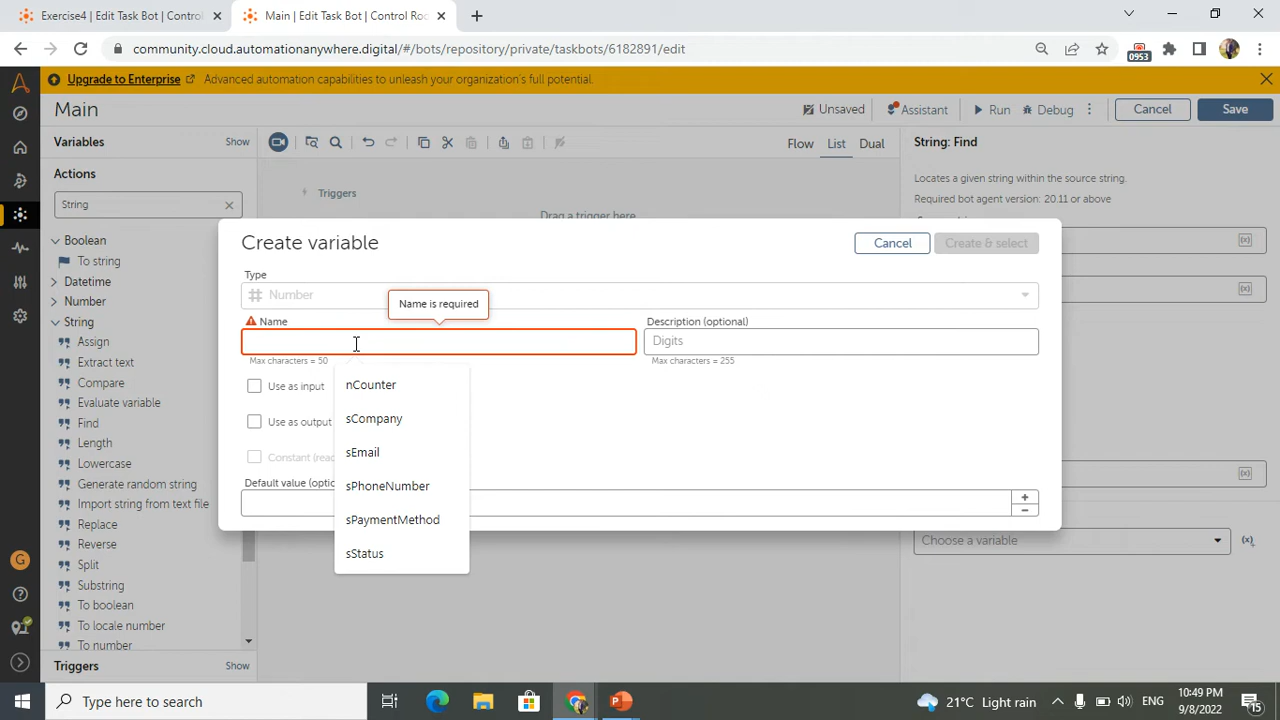 Exercise4 | Edit Task Bot | Control
Main | Edit Task Bot | Control Roo
community.cloud.automationanywhere.digital/#/bots/repository/private/taskbots/6182891/edit
0953
Upgrade to Enterprise
Advanced automation capabilities to unleash your organization's full potential.
Main
Unsaved
Assistant
Run
Debug
Cancel
Save
Variables
Show
Flow
List
Dual
String: Find
Actions
Locates a given string within the source string.
Triggers
Required bot agent version: 20.11 or above
String
Drag a trigger here
Boolean
To string
Datetime
Number
String
Assign
Extract text
Compare
Evaluate variable
Find
Length
Lowercase
Generate random string
Import string from text file
Replace
Reverse
Split
Substring
To boolean
To locale number
To number
Triggers
Show
Create variable
Cancel
Create & select
Type
Number
Name is required
Name
Description (optional)
Digits
Max characters = 50
Max characters = 255
Use as input
Use as output
Constant (read
Default value (optio
nCounter
sCompany
sEmail
sPhoneNumber
sPaymentMethod
sStatus
Choose a variable
G
Type here to search
21°C Light rain
10:49 PM
9/8/2022
15